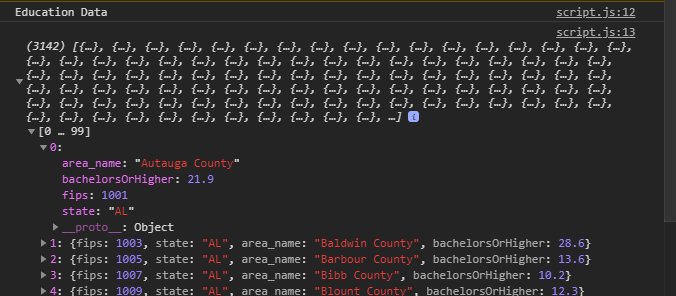 Education Data script.js:12
script.js:13
(3142) [{…}, {…}, {…}, {…}, {…}, {…}, {…}, {…}, {…}, {…}, {…}, {…}, {…}, {…}, {…}, {…}, {…},
{…}, {…}, {…}, {…}, {…}, {…}, {…}, {…}, {…}, {…}, {…}, {…}, {…}, {…}, {…}, {…}, {…}, {…},
{…}, {…}, {…}, {…}, {…}, {…}, {…}, {…}, {…}, {…}, {…}, {…}, {…}, {…}, {…}, {…}, {…}, {…},
{…}, {…}, {…}, {…}, {…}, {…}, {…}, {…}, {…}, {…}, {…}, {…}, {…}, {…}, {…}, {…}, {…}, {…},
{…}, {…}, {…}, {…}, {…}, {…}, {…}, {…}, {…}, {…}, {…}, {…}, {…}, {…}, {…}, {…}, {…}, {…},
{…}, {…}, {…}, {…}, {…}, {…}, {…}, {…}, {…}, {…}, {…}, …] i
[0 … 99]
0:
area_name: "Autauga County"
bachelorsOrHigher: 21.9
fips: 1001
state: "AL"
__proto__: Object
1: {fips: 1003, state: "AL", area_name: "Baldwin County", bachelorsOrHigher: 28.6}
2: {fips: 1005, state: "AL", area_name: "Barbour County", bachelorsOrHigher: 13.6}
3: {fips: 1007, state: "AL", area_name: "Bibb County", bachelorsOrHigher: 10.2}
4: {fips: 1009, state: "AL", area_name: "Blount County", bachelorsOrHigher: 12.3}